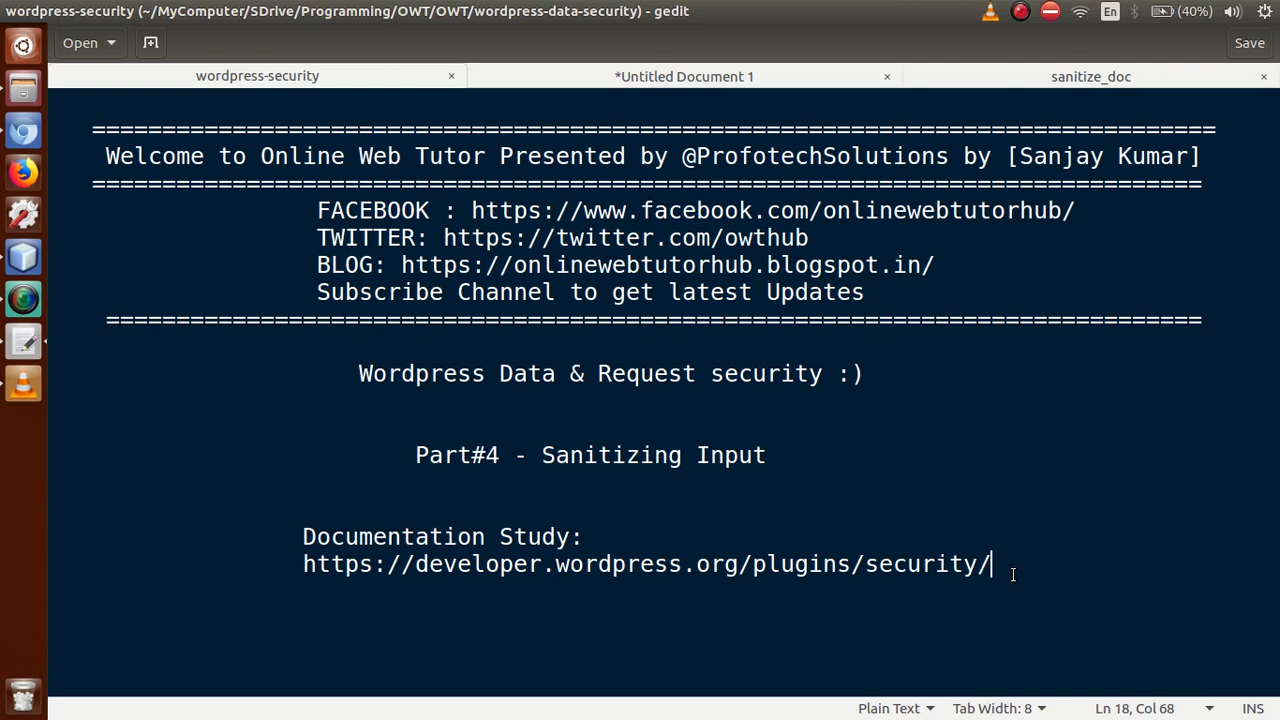 wordpress-security (~/MyComputer/SDrive/Programming/OWT/OWT/wordpress-data-security) - gedit
En
(40%)
Open
Save
wordpress-security ×
*Untitled Document 1 ×
sanitize_doc ×
================================================================================
Welcome to Online Web Tutor Presented by @ProfotechSolutions by [Sanjay Kumar]
===============================================================================
FACEBOOK : https://www.facebook.com/onlinewebtutorhub/
TWITTER: https://twitter.com/owthub
BLOG: https://onlinewebtutorhub.blogspot.in/
Subscribe Channel to get latest Updates
==============================================================================
Wordpress Data & Request security :)
Part#4 - Sanitizing Input
Documentation Study:
https://developer.wordpress.org/plugins/security/
Plain Text
Tab Width: 8
Ln 18, Col 68
INS